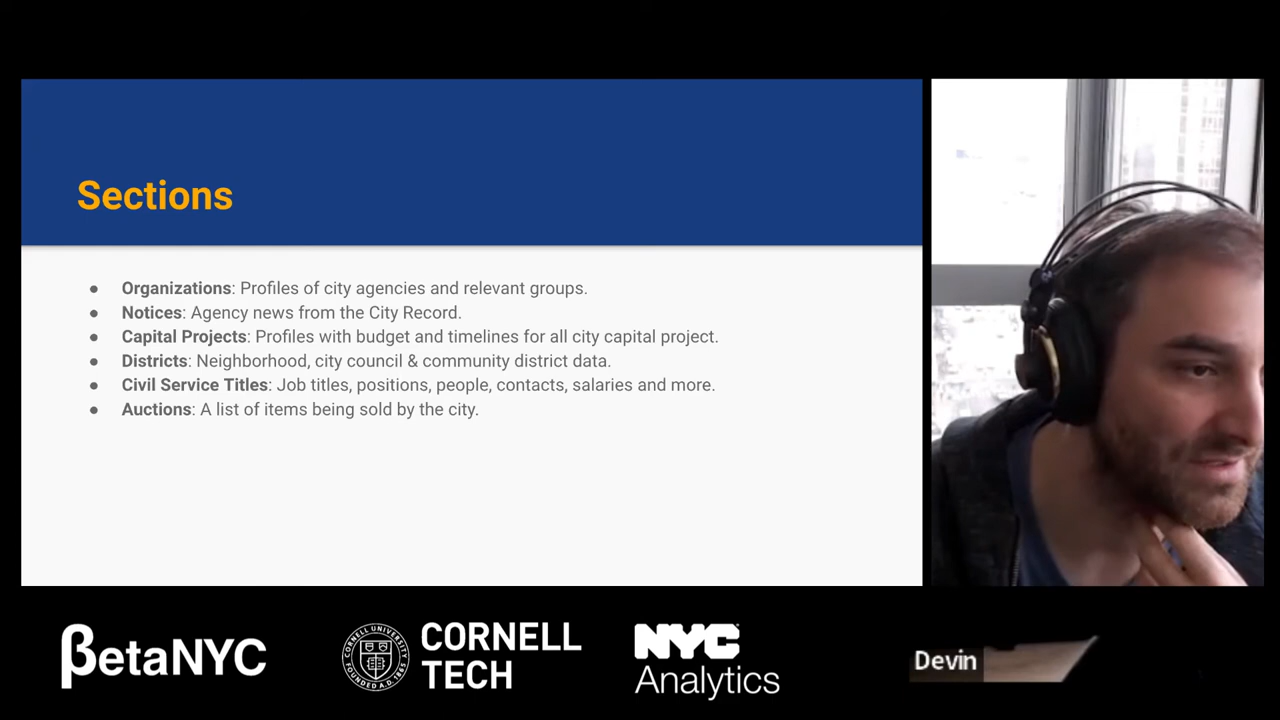 Sections
● Organizations: Profiles of city agencies and relevant groups.
● Notices: Agency news from the City Record.
● Capital Projects: Profiles with budget and timelines for all city capital project.
● Districts: Neighborhood, city council & community district data.
● Civil Service Titles: Job titles, positions, people, contacts, salaries and more.
● Auctions: A list of items being sold by the city.
βetaNYC
CORNELL
TECH
NYC
Analytics
Devin